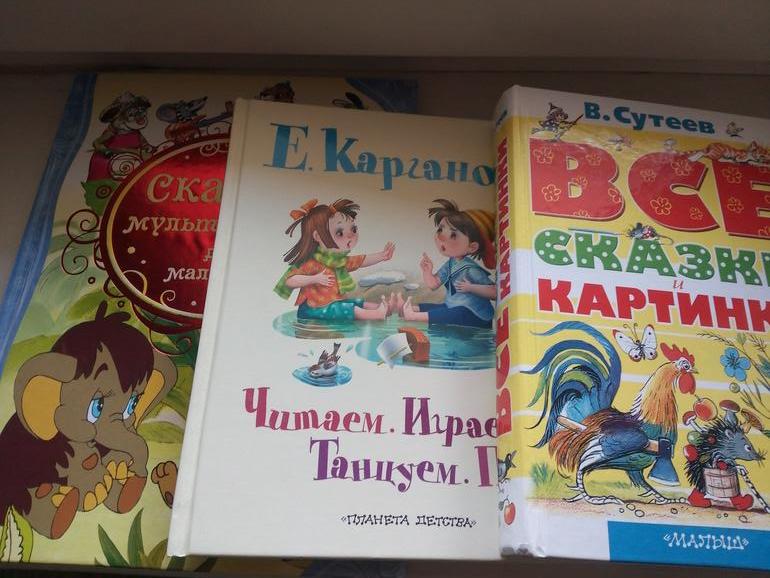 Ска
мульт
д
мал
Е. Каргано
Читаем. Играе
Танцуем. П
«ПЛАНЕТА ДЕТСТВА»
ВСЕ КАРТИНКИ
В. Сутеев
ВСЕ
СКАЗКИ
и
КАРТИНК
«МАЛЫШ»